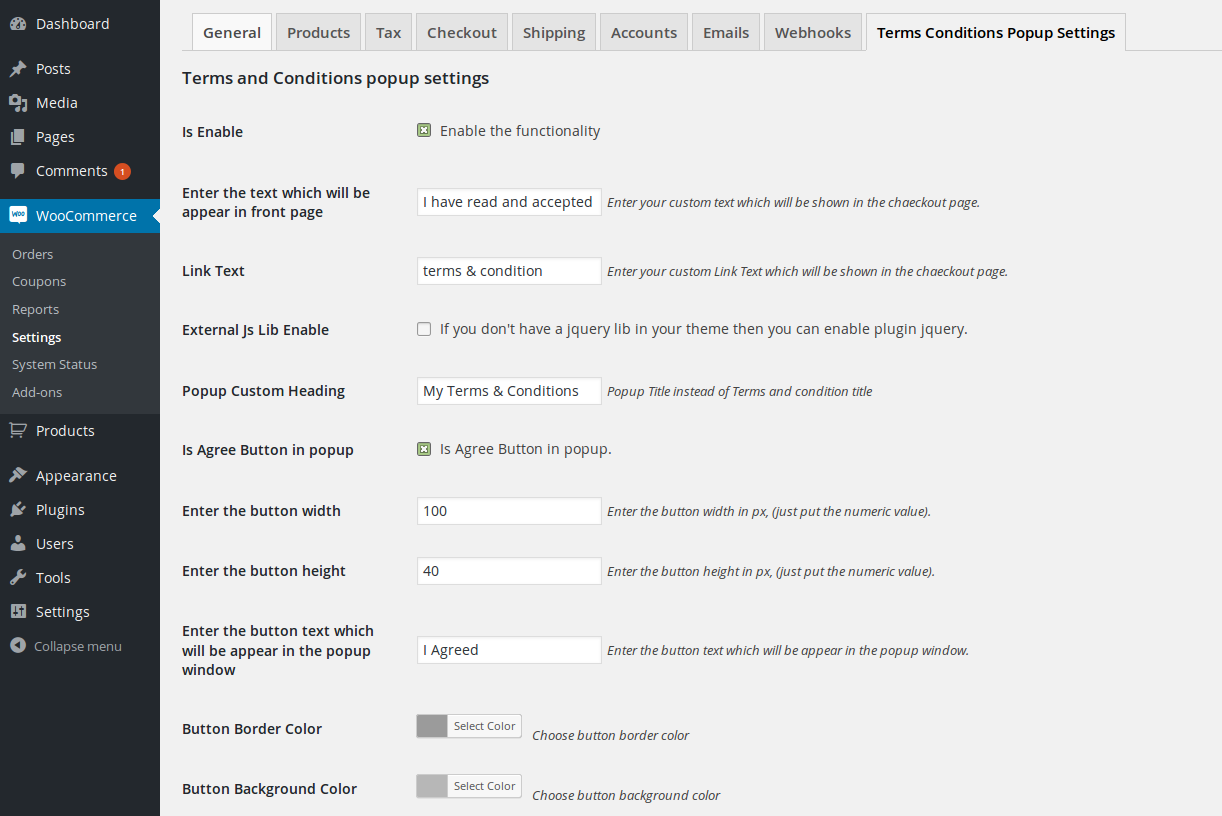 Dashboard
Posts
Media
Pages
Comments 1
WOO WooCommerce
Orders
Coupons
Reports
Settings
System Status
Add-ons
Products
Appearance
Plugins
Users
Tools
Settings
Collapse menu
General Products Tax Checkout Shipping Accounts Emails Webhooks Terms Conditions Popup Settings
Terms and Conditions popup settings
Is Enable Enable the functionality
Enter the text which will be
appear in front page
I have read and accepted Enter your custom text which will be shown in the chaeckout page.
Link Text terms & condition Enter your custom Link Text which will be shown in the chaeckout page.
External Js Lib Enable If you don't have a jquery lib in your theme then you can enable plugin jquery.
Popup Custom Heading My Terms & Conditions Popup Title instead of Terms and condition title
Is Agree Button in popup Is Agree Button in popup.
Enter the button width 100 Enter the button width in px, (just put the numeric value).
Enter the button height 40 Enter the button height in px, (just put the numeric value).
Enter the button text which
will be appear in the popup
window
I Agreed Enter the button text which will be appear in the popup window.
Button Border Color Select Color Choose button border color
Button Background Color Select Color Choose button background color